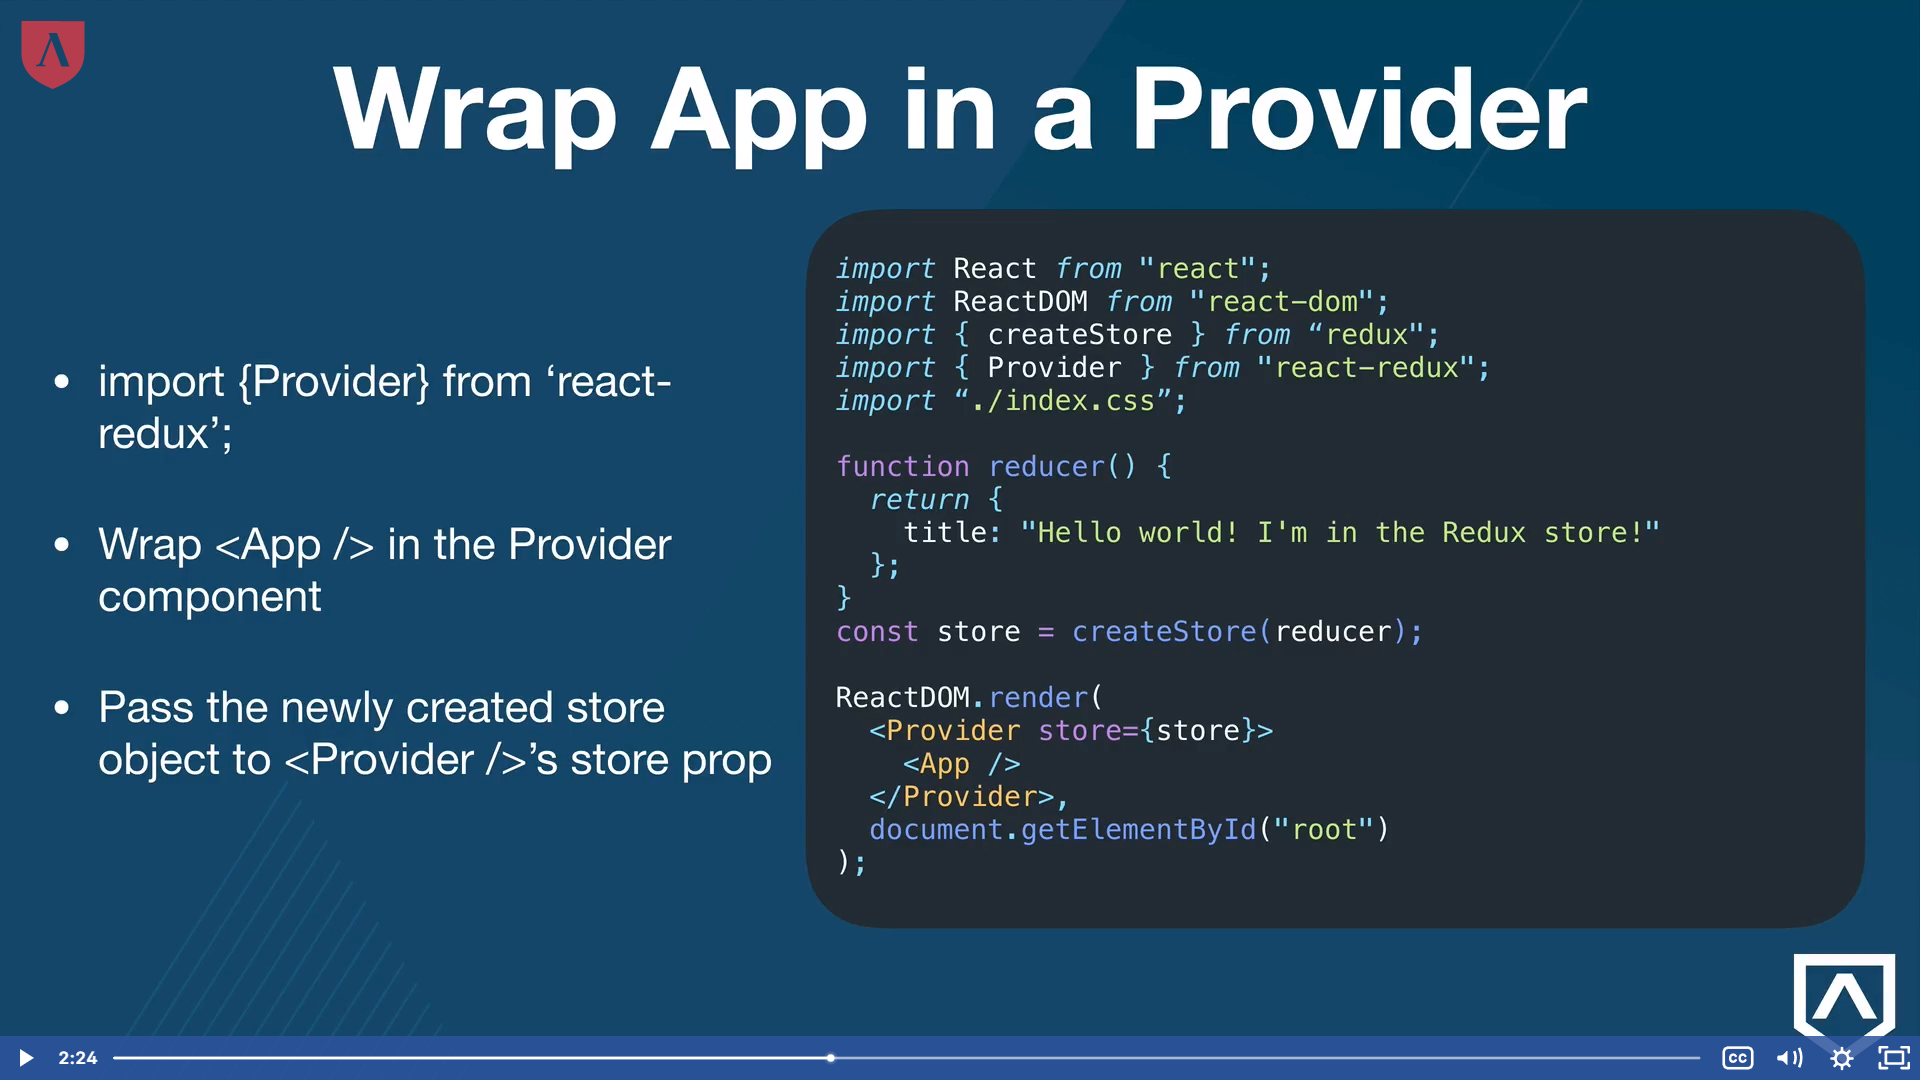 Wrap App in a Provider
• import {Provider} from ‘react-
redux’;
• Wrap <App /> in the Provider
component
• Pass the newly created store
object to <Provider />’s store prop
import React from "react";
import ReactDOM from "react-dom";
import { createStore } from “redux";
import { Provider } from "react-redux";
import “./index.css”;
function reducer() {
  return {
    title: "Hello world! I'm in the Redux store!"
  };
}
const store = createStore(reducer);
ReactDOM.render(
  <Provider store={store}>
    <App />
  </Provider>,
  document.getElementById("root")
);
2:24
CC